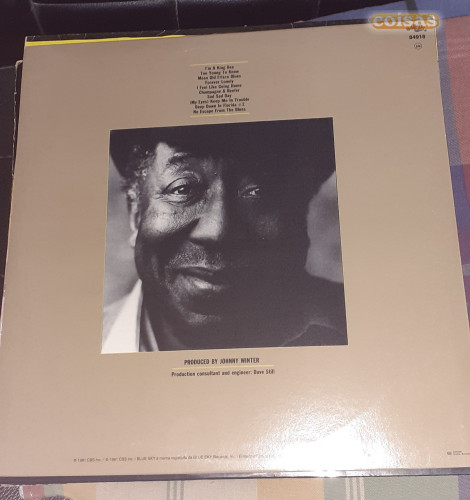 coisas
84918
I'm A King Bee
Too Young To Know
Mean Old Frisco Blues
Forever Lonely
I Feel Like Going Home
Champagne & Reefer
Sad Sad Day
(My Eyes) Keep Me In Trouble
Deep Down In Florida #2
No Escape From The Blues
PRODUCED BY JOHNNY WINTER
Production consultant and engineer: Dave Still